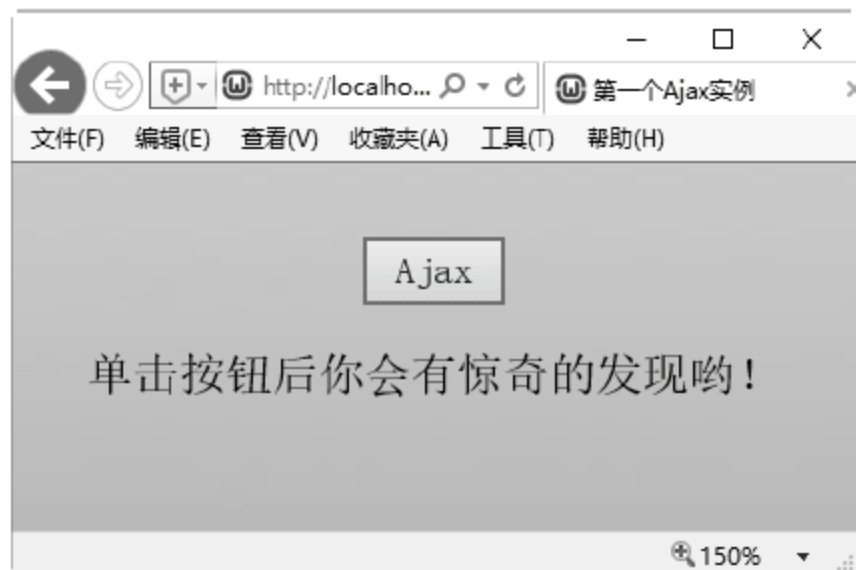 http://localho... 第一个Ajax实例
文件(F) 编辑(E) 查看(V) 收藏夹(A) 工具(T) 帮助(H)
Ajax
单击按钮后你会有惊奇的发现哟！
150%